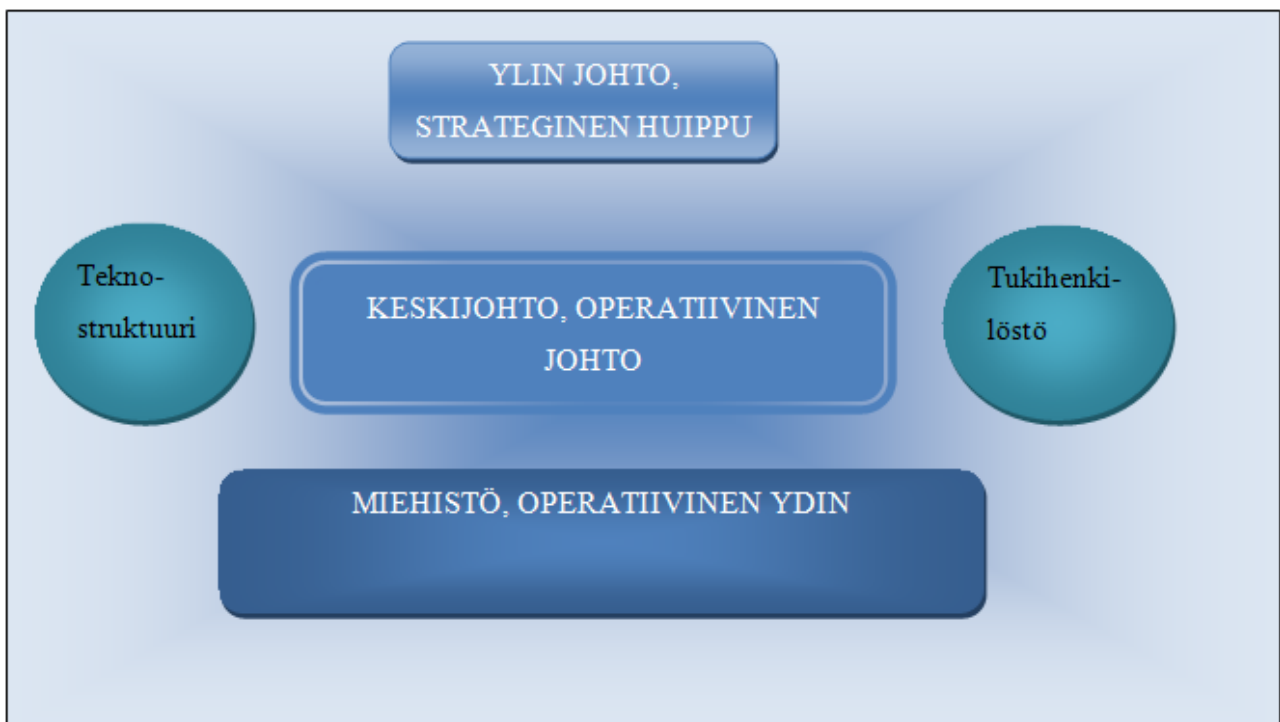 YLIN JOHTO,
STRATEGINEN HUIPPU
Tekno-
struktuuri
KESKIJOHTO, OPERATIIVINEN
JOHTO
Tukihenki-
löstö
MIEHISTÖ, OPERATIIVINEN YDIN